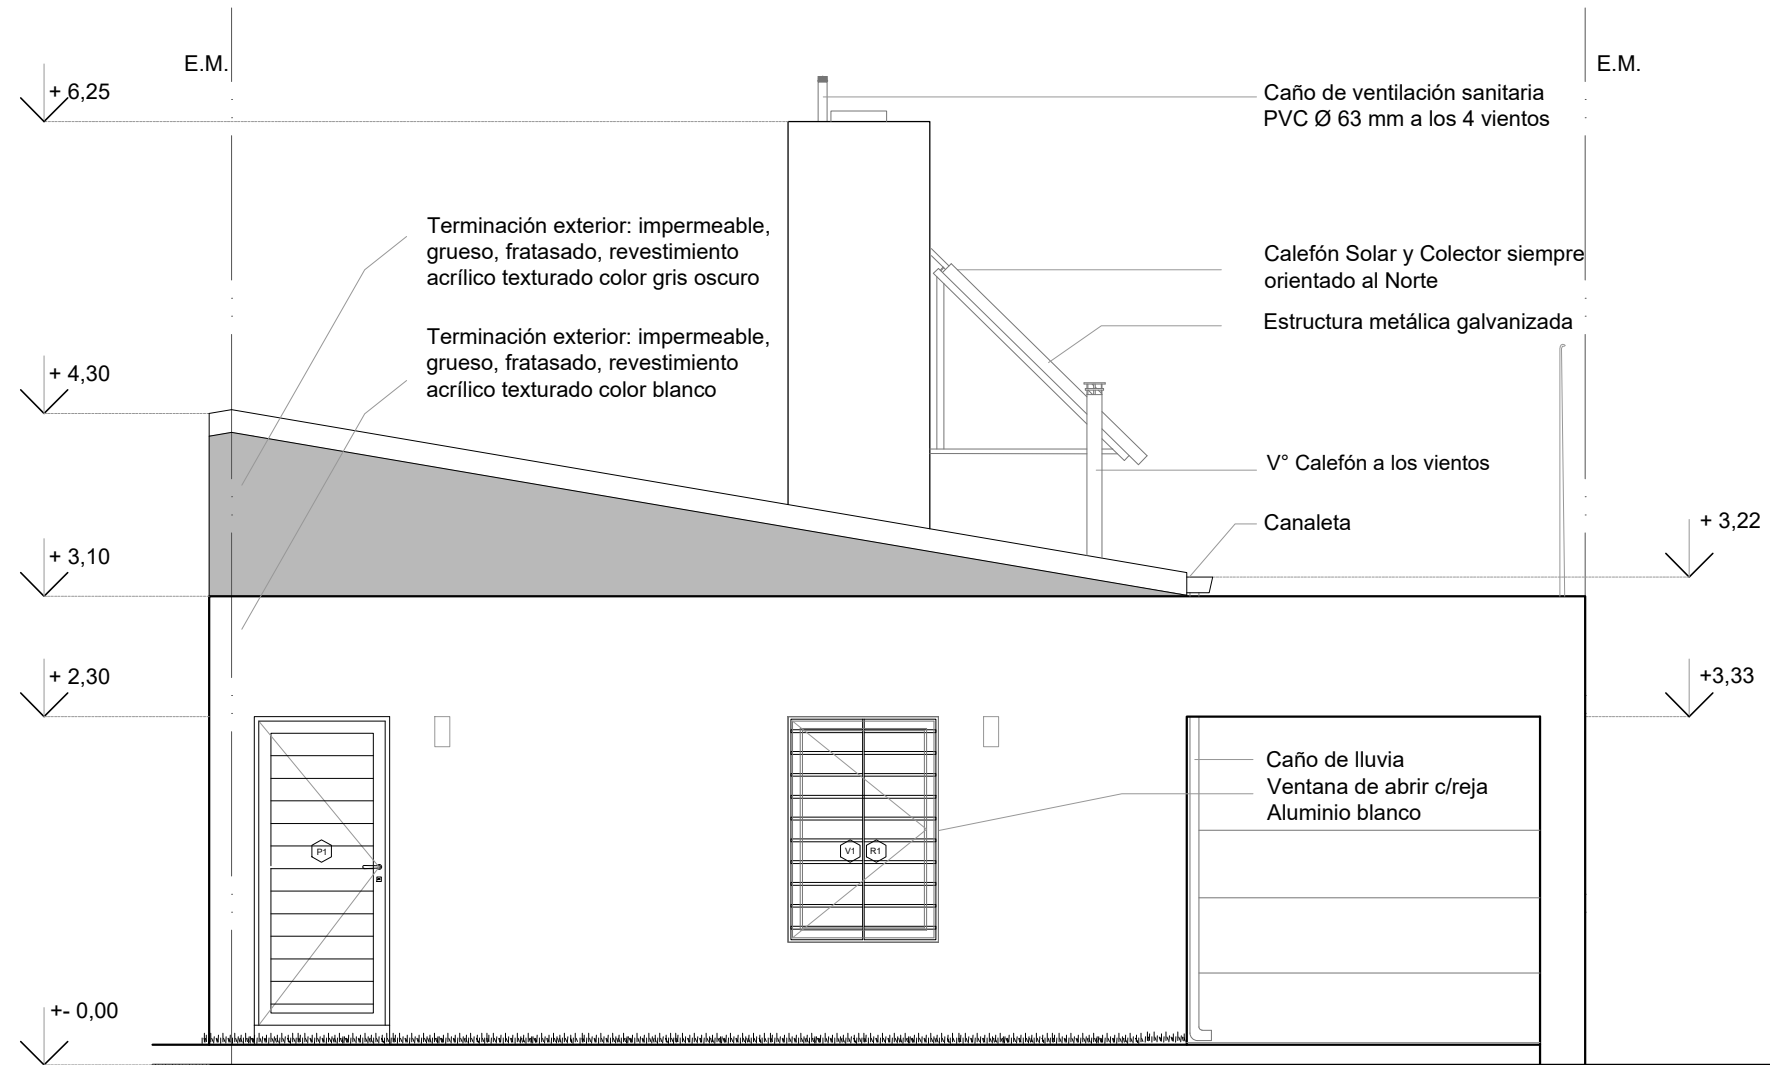 E.M.
E.M.
+ 6,25
Caño de ventilación sanitaria
PVC Ø 63 mm a los 4 vientos
Terminación exterior: impermeable,
grueso, fratasado, revestimiento
acrílico texturado color gris oscuro
Calefón Solar y Colector siempre
orientado al Norte
Estructura metálica galvanizada
Terminación exterior: impermeable,
grueso, fratasado, revestimiento
acrílico texturado color blanco
+ 4,30
V° Calefón a los vientos
Canaleta
+ 3,22
+ 3,10
+ 2,30
+3,33
Caño de lluvia
Ventana de abrir c/reja
Aluminio blanco
P1
V1
R1
+- 0,00